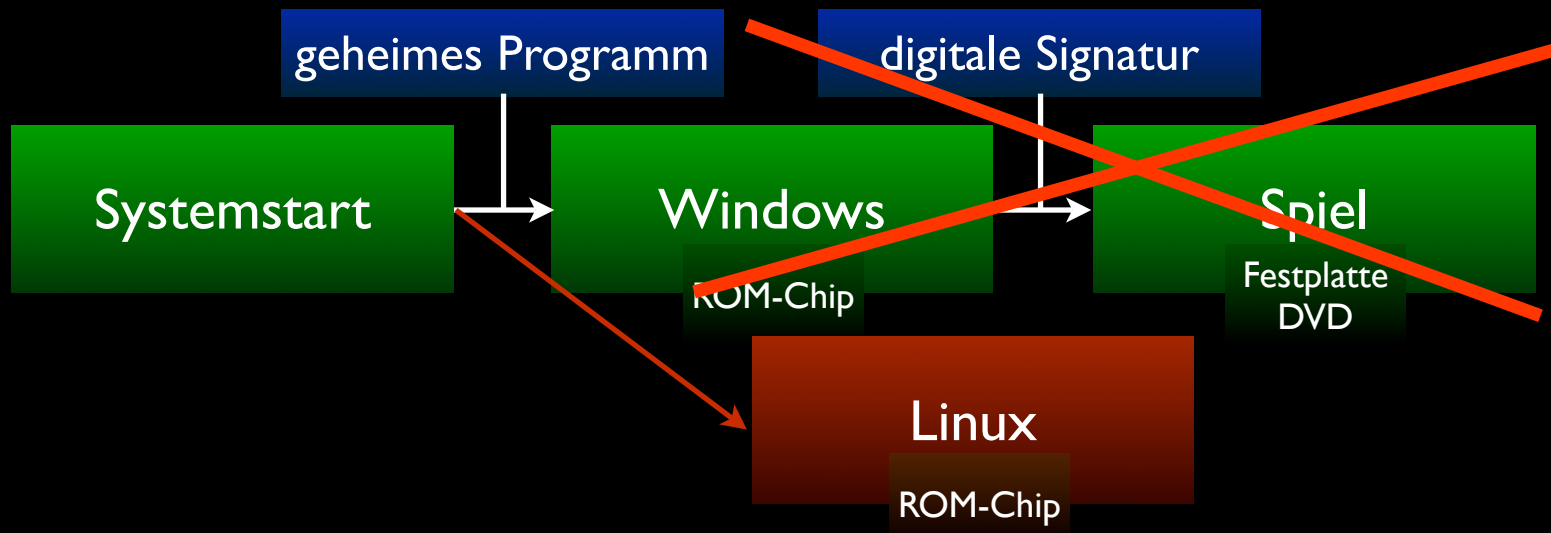 geheimes Programm
digitale Signatur
Systemstart
Windows
Spiel
ROM-Chip
Festplatte
DVD
Linux
ROM-Chip